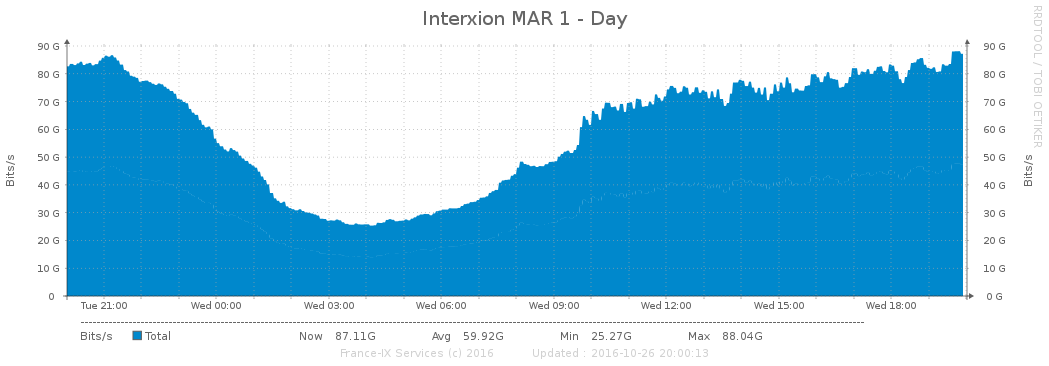 Interxion MAR 1 - Day
RRDTOOL / TOBI OETIKER
Bits/s
90 G 90 G
80 G 80 G
70 G 70 G
60 G 60 G
50 G 50 G
40 G 40 G
30 G 30 G
20 G 20 G
10 G 10 G
0 0 G
Bits/s
Tue 21:00 Wed 00:00 Wed 03:00 Wed 06:00 Wed 09:00 Wed 12:00 Wed 15:00 Wed 18:00
Bits/s Total Now 87.11G Avg 59.92G Min 25.27G Max 88.04G
France-IX Services (c) 2016 Updated : 2016-10-26 20:00:13